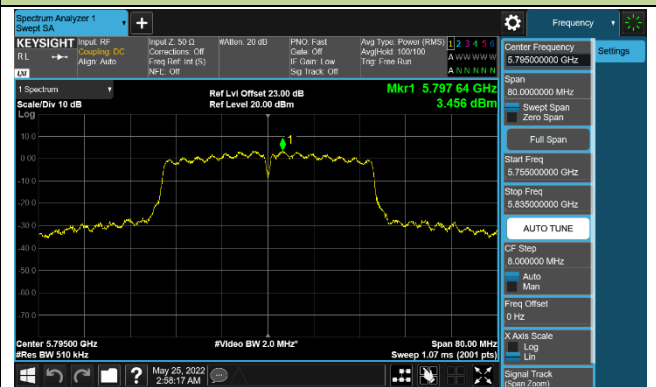 Spectrum Analyzer 1
Swept SA
Frequency
KEYSIGHT
RL
LXI
Input: RF
Coupling: DC
Align: Auto
Input Z: 50 Ω
Corrections: Off
Freq Ref: Int (S)
NFE: Off
#Atten: 20 dB
PNO: Fast
Gate: Off
IF Gain: Low
Sig Track: Off
Avg Type: Power (RMS)
Avg|Hold: 100/100
Trig: Free Run
1 2 3 4 5 6
A W W W W W
A N N N N N
1 Spectrum
Scale/Div 10 dB
Log
Ref Lvl Offset 23.00 dB
Ref Level 20.00 dBm
Mkr1 5.797 64 GHz
3.456 dBm
1
10.0
0.00
-10.0
-20.0
-30.0
-40.0
-50.0
-60.0
-70.0
Center 5.79500 GHz
#Res BW 510 kHz
#Video BW 2.0 MHz*
Span 80.00 MHz
Sweep 1.07 ms (2001 pts)
May 25, 2022
2:58:17 AM
Center Frequency
5.795000000 GHz
Settings
Span
80.0000000 MHz
Swept Span
Zero Span
Full Span
Start Freq
5.755000000 GHz
Stop Freq
5.835000000 GHz
AUTO TUNE
CF Step
8.000000 MHz
Auto
Man
Freq Offset
0 Hz
X Axis Scale
Log
Lin
Signal Track
(Span Zoom)